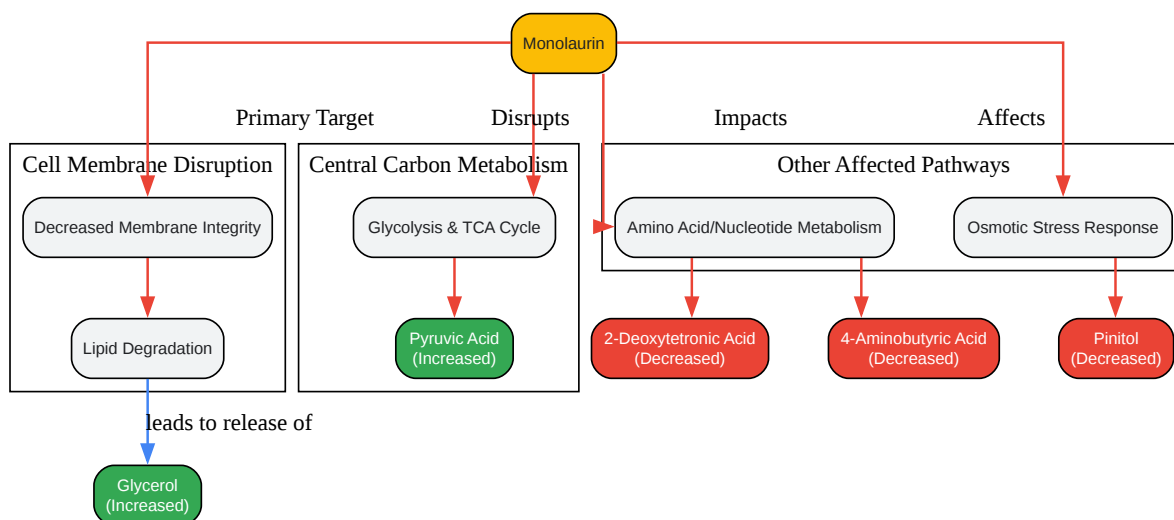 Monolaurin
Primary Target
Disrupts
Impacts
Affects
Cell Membrane Disruption
Central Carbon Metabolism
Other Affected Pathways
Decreased Membrane Integrity
Glycolysis & TCA Cycle
Amino Acid/Nucleotide Metabolism
Osmotic Stress Response
Lipid Degradation
Pyruvic Acid
(Increased)
2-Deoxytetronic Acid
(Decreased)
4-Aminobutyric Acid
(Decreased)
Pinitol
(Decreased)
leads to release of
Glycerol
(Increased)